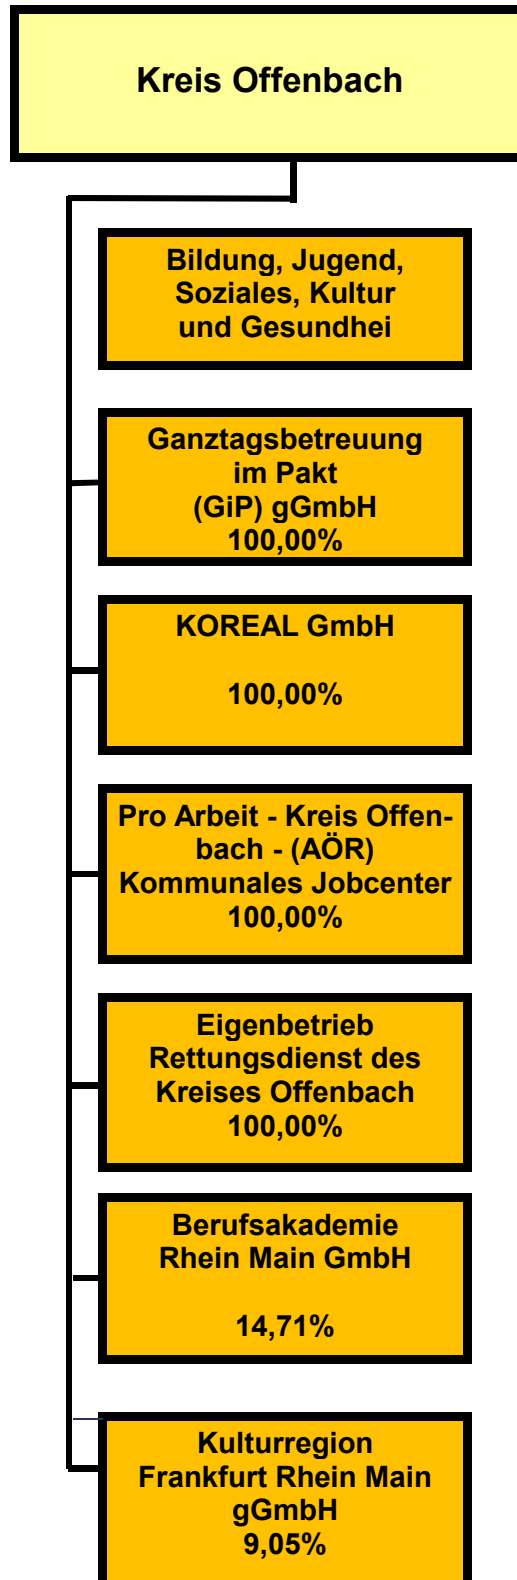 Kreis Offenbach
Bildung, Jugend,
Soziales, Kultur
und Gesundhei
Ganztagsbetreuung
im Pakt
(GiP) gGmbH
100,00%
KOREAL GmbH
100,00%
Pro Arbeit - Kreis Offen-
bach - (AÖR)
Kommunales Jobcenter
100,00%
Eigenbetrieb
Rettungsdienst des
Kreises Offenbach
100,00%
Berufsakademie
Rhein Main GmbH
14,71%
Kulturregion
Frankfurt Rhein Main
gGmbH
9,05%